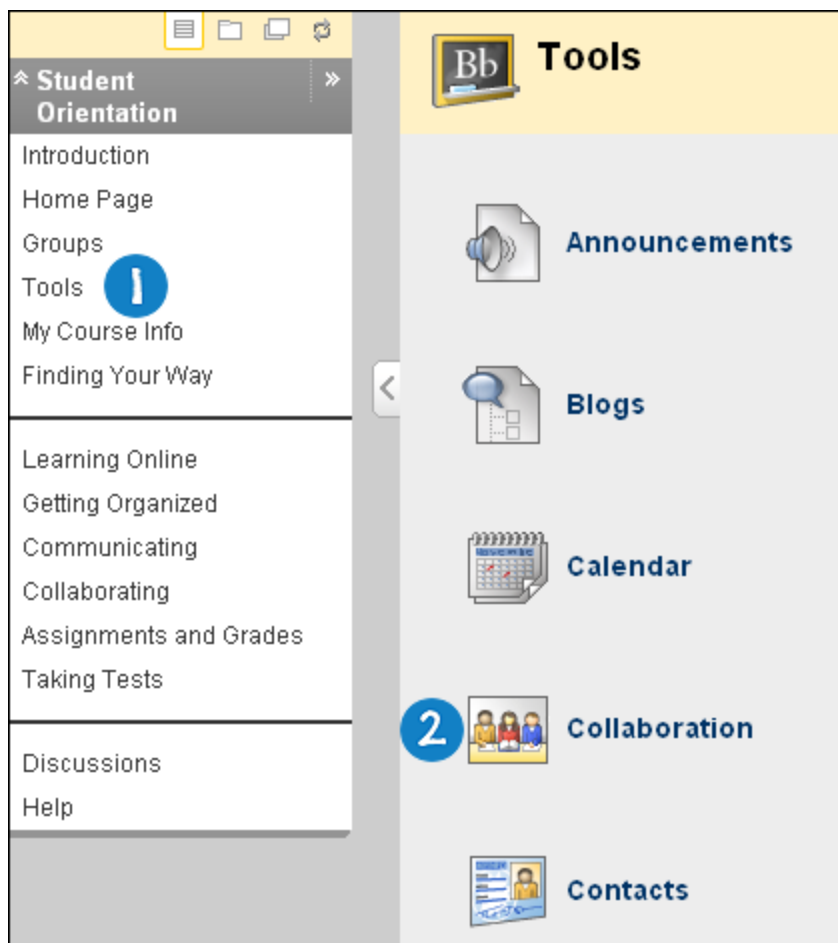 Student
Orientation
Introduction
Home Page
Groups
Tools
1
My Course Info
Finding Your Way
Learning Online
Getting Organized
Communicating
Collaborating
Assignments and Grades
Taking Tests
Discussions
Help
Bb
Tools
Announcements
Blogs
November
Calendar
2
Collaboration
Contacts